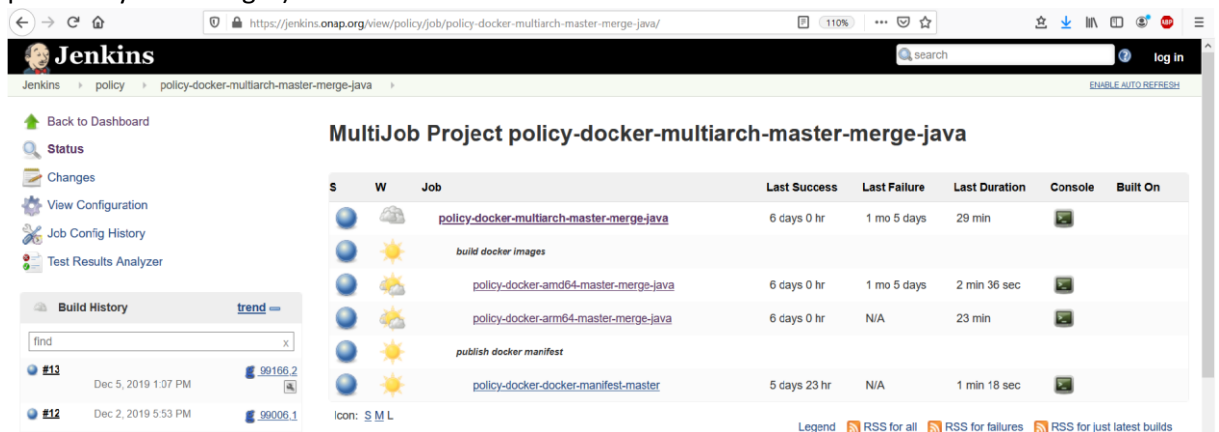 https://jenkins.onap.org/view/policy/job/policy-docker-multiarch-master-merge-java/
110%
Jenkins
search
log in
Jenkins policy policy-docker-multiarch-master-merge-java
ENABLE AUTO REFRESH
Back to Dashboard
Status
Changes
View Configuration
Job Config History
Test Results Analyzer
Build History trend
find x
#13
Dec 5, 2019 1:07 PM
99166,2
#12 Dec 2, 2019 5:53 PM 99006,1
MultiJob Project policy-docker-multiarch-master-merge-java
S W Job Last Success Last Failure Last Duration Console Built On
policy-docker-multiarch-master-merge-java 6 days 0 hr 1 mo 5 days 29 min
build docker images
policy-docker-amd64-master-merge-java 6 days 0 hr 1 mo 5 days 2 min 36 sec
policy-docker-arm64-master-merge-java 6 days 0 hr N/A 23 min
publish docker manifest
policy-docker-docker-manifest-master 5 days 23 hr N/A 1 min 18 sec
Icon: S M L
Legend RSS for all RSS for failures RSS for just latest builds